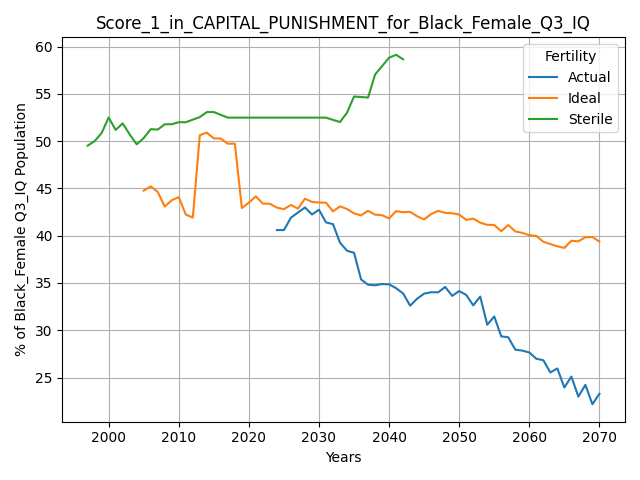 Score_1_in_CAPITAL_PUNISHMENT_for_Black_Female_Q3_IQ
% of Black_Female Q3_IQ Population
60
55
50
45
40
35
30
25
Fertility
Actual
Ideal
Sterile
2000 2010 2020 2030 2040 2050 2060 2070
Years